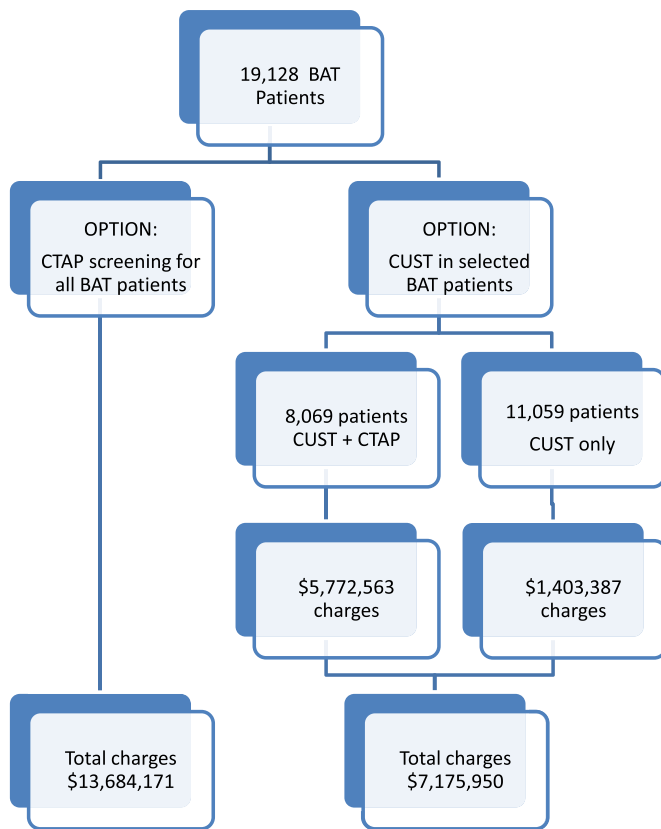 19,128 BAT
Patients
OPTION:
CTAP screening for
all BAT patients
OPTION:
CUST in selected
BAT patients
8,069 patients
CUST + CTAP
11,059 patients
CUST only
$5,772,563
charges
$1,403,387
charges
Total charges
$13,684,171
Total charges
$7,175,950